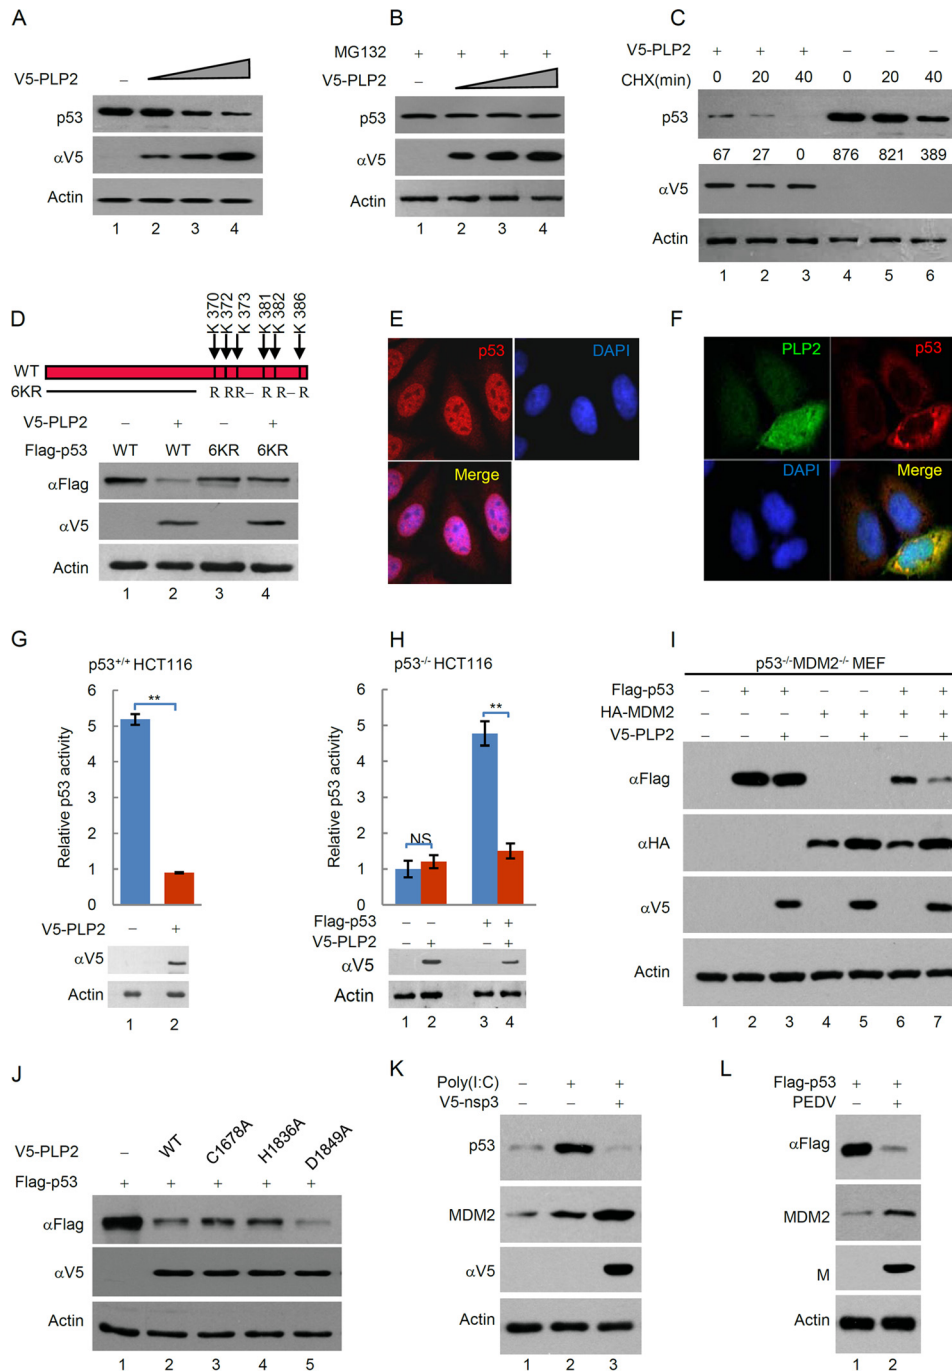 A
V5-PLP2 –
p53
αV5
Actin
1 2 3 4
B
MG132 + + + +
V5-PLP2 –
p53
αV5
Actin
1 2 3 4
C
V5-PLP2 + + + – – –
CHX(min) 0 20 40 0 20 40
p53
67 27 0 876 821 389
αV5
Actin
1 2 3 4 5 6
D
K 370 K 372 K 373 K 381 K 382 K 386
WT
6KR R RR– R R– R
V5-PLP2 – + – +
Flag-p53 WT WT 6KR 6KR
αFlag
αV5
Actin
1 2 3 4
E
p53 DAPI
Merge
F
PLP2 p53
DAPI Merge
G
p53+/+ HCT116
Relative p53 activity
6
5
4
3
2
1
0
**
V5-PLP2 – +
αV5
Actin
1 2
H
p53-/- HCT116
Relative p53 activity
6
5
4
3
2
1
0
NS **
Flag-p53 – – + +
V5-PLP2 – + – +
αV5
Actin
1 2 3 4
I
p53-/-MDM2-/- MEF
Flag-p53 – + + – – + +
HA-MDM2 – – – + + + +
V5-PLP2 – – + – + – +
αFlag
αHA
αV5
Actin
1 2 3 4 5 6 7
J
V5-PLP2 – WT C1678A H1836A D1849A
Flag-p53 + + + + +
αFlag
αV5
Actin
1 2 3 4 5
K
Poly(I:C) – + +
V5-nsp3 – – +
p53
MDM2
αV5
Actin
1 2 3
L
Flag-p53 + +
PEDV – +
αFlag
MDM2
M
Actin
1 2